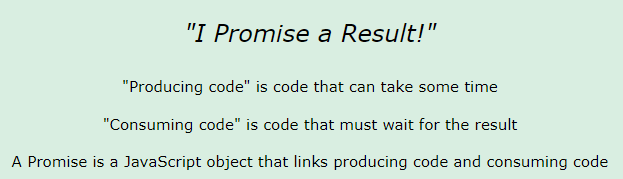 "I Promise a Result!"
"Producing code" is code that can take some time
"Consuming code" is code that must wait for the result
A Promise is a JavaScript object that links producing code and consuming code